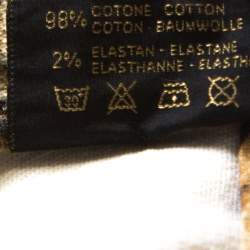 98% COTONE COTTON
COTON - BAUMWOLLE
2% ELASTAN - ELASTANE
ELASTHANNE - ELASTH
30